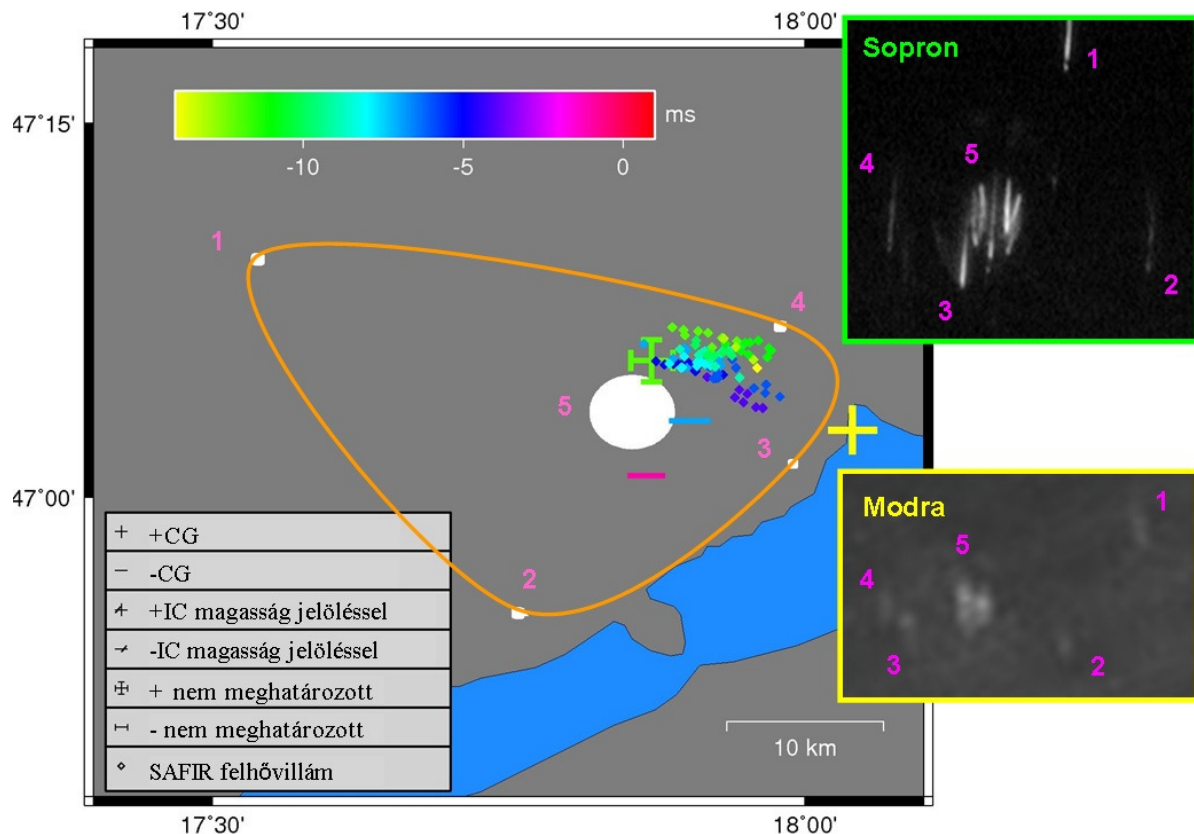 17˚30'
18˚00'
Sopron
1
4
5
3
2
47˚15'
ms
-10
-5
0
1
4
5
3
2
47˚00'
Modra
1
5
4
3
2
+CG
-CG
+IC magasság jelöléssel
-IC magasság jelöléssel
+ nem meghatározott
- nem meghatározott
SAFIR felhővillám
10 km
17˚30'
18˚00'